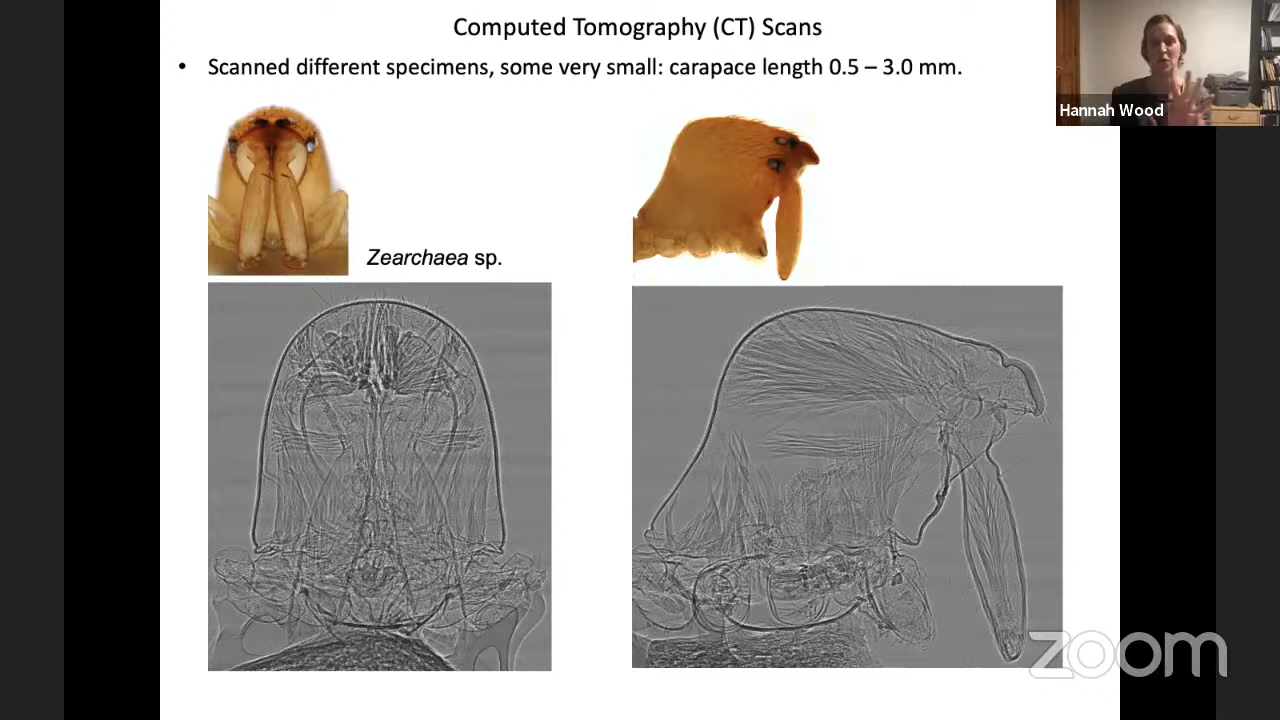 Computed Tomography (CT) Scans
• Scanned different specimens, some very small: carapace length 0.5 – 3.0 mm.
Hannah Wood
Zearchaea sp.
zoom